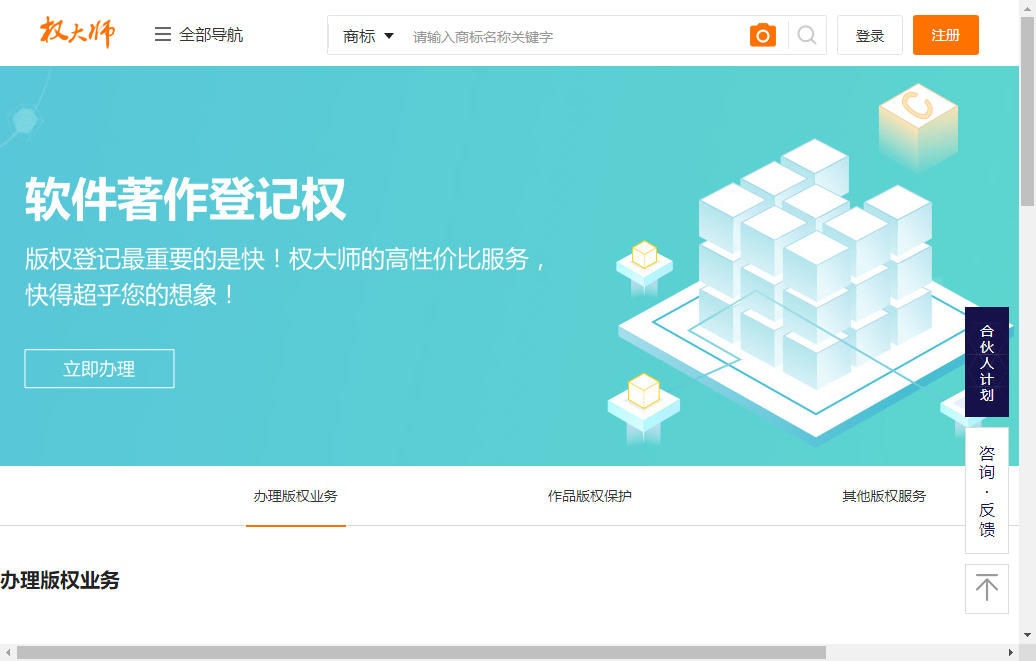 权大师
全部导航
商标
请输入商标名称关键字
登录
注册
C
软件著作登记权
版权登记最重要的是快！权大师的高性价比服务，
快得超乎您的想象！
立即办理
合伙人计划
咨询·反馈
办理版权业务
作品版权保护
其他版权服务
办理版权业务